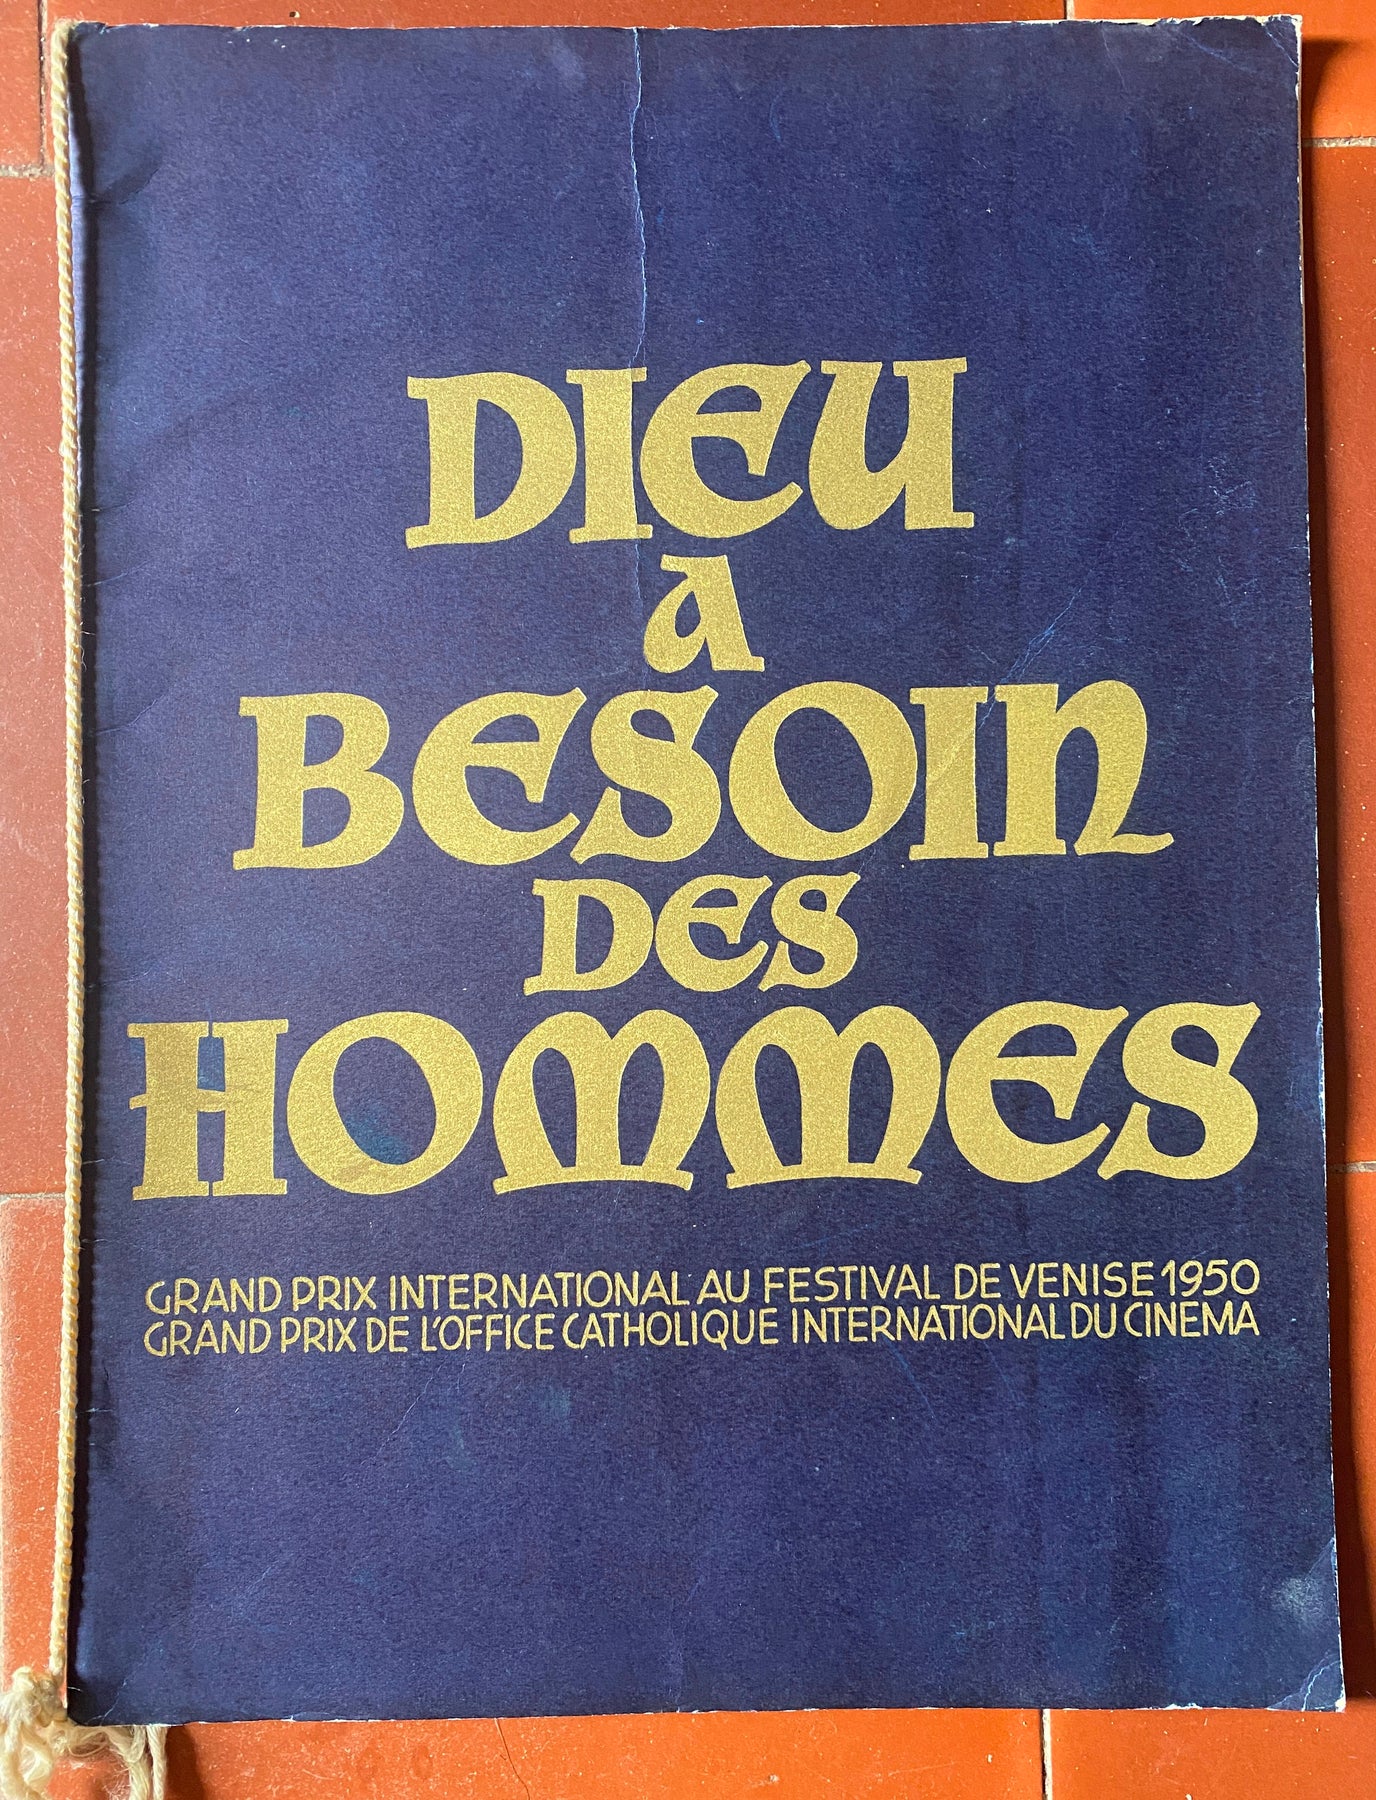 DIEU
A
BESOIN
DES
HOMMES
GRAND PRIX INTERNATIONAL AU FESTIVAL DE VENISE 1950
GRAND PRIX DE L'OFFICE CATHOLIQUE INTERNATIONAL DU CINEMA